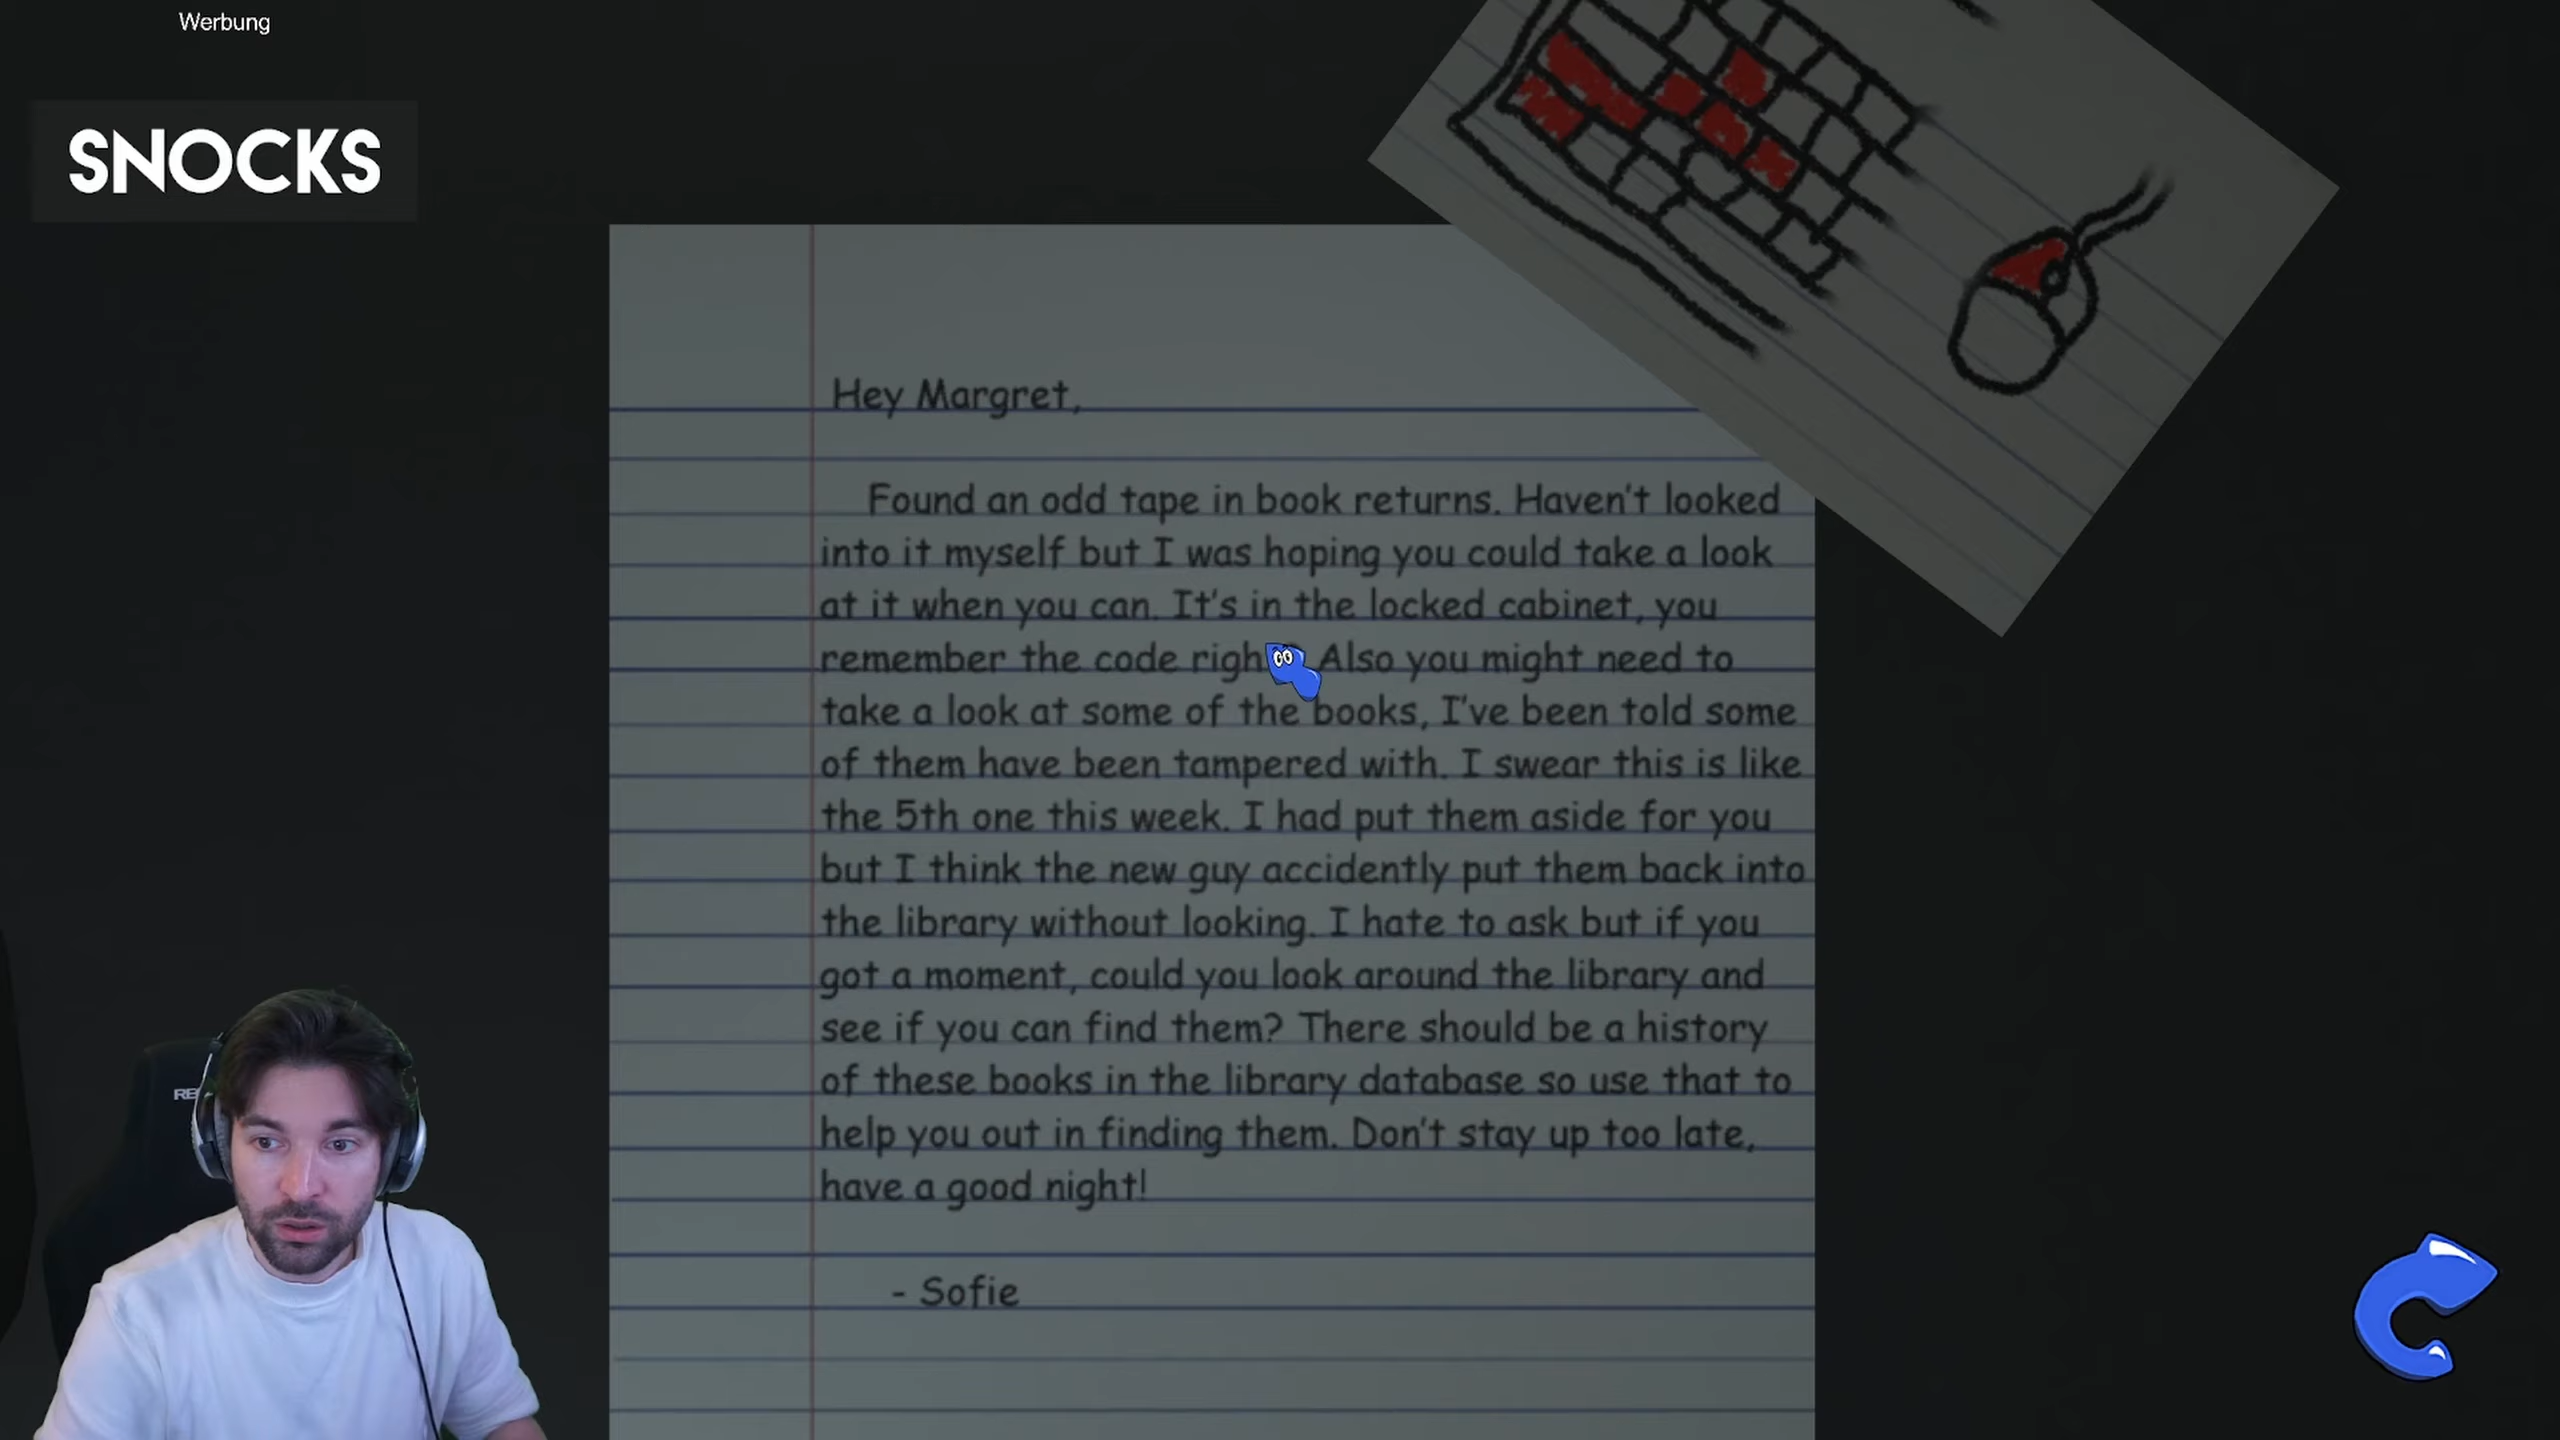 Werbung
SNOCKS
Hey Margret,
Found an odd tape in book returns. Haven't looked
into it myself but I was hoping you could take a look
at it when you can. It's in the locked cabinet, you
remember the code righ Also you might need to
take a look at some of the books, I've been told some
of them have been tampered with. I swear this is like
the 5th one this week. I had put them aside for you
but I think the new guy accidently put them back into
the library without looking. I hate to ask but if you
got a moment, could you look around the library and
see if you can find them? There should be a history
of these books in the library database so use that to
help you out in finding them. Don't stay up too late,
have a good night!
- Sofie